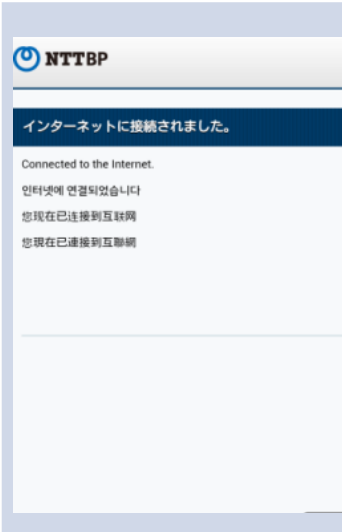 NTTBP
インターネットに接続されました。
Connected to the Internet.
인터넷에 연결되었습니다
您现在已连接到互联网
您現在已連接到互聯網